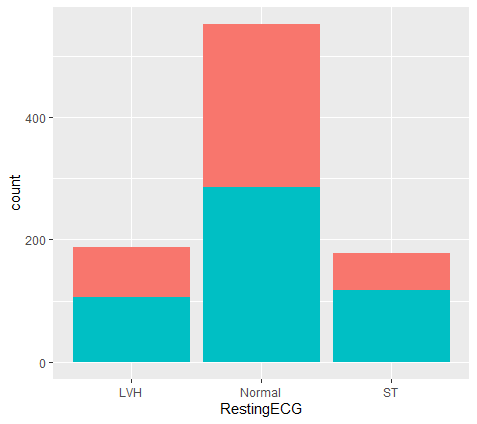 count
400
200
0
LVH
Normal
ST
RestingECG